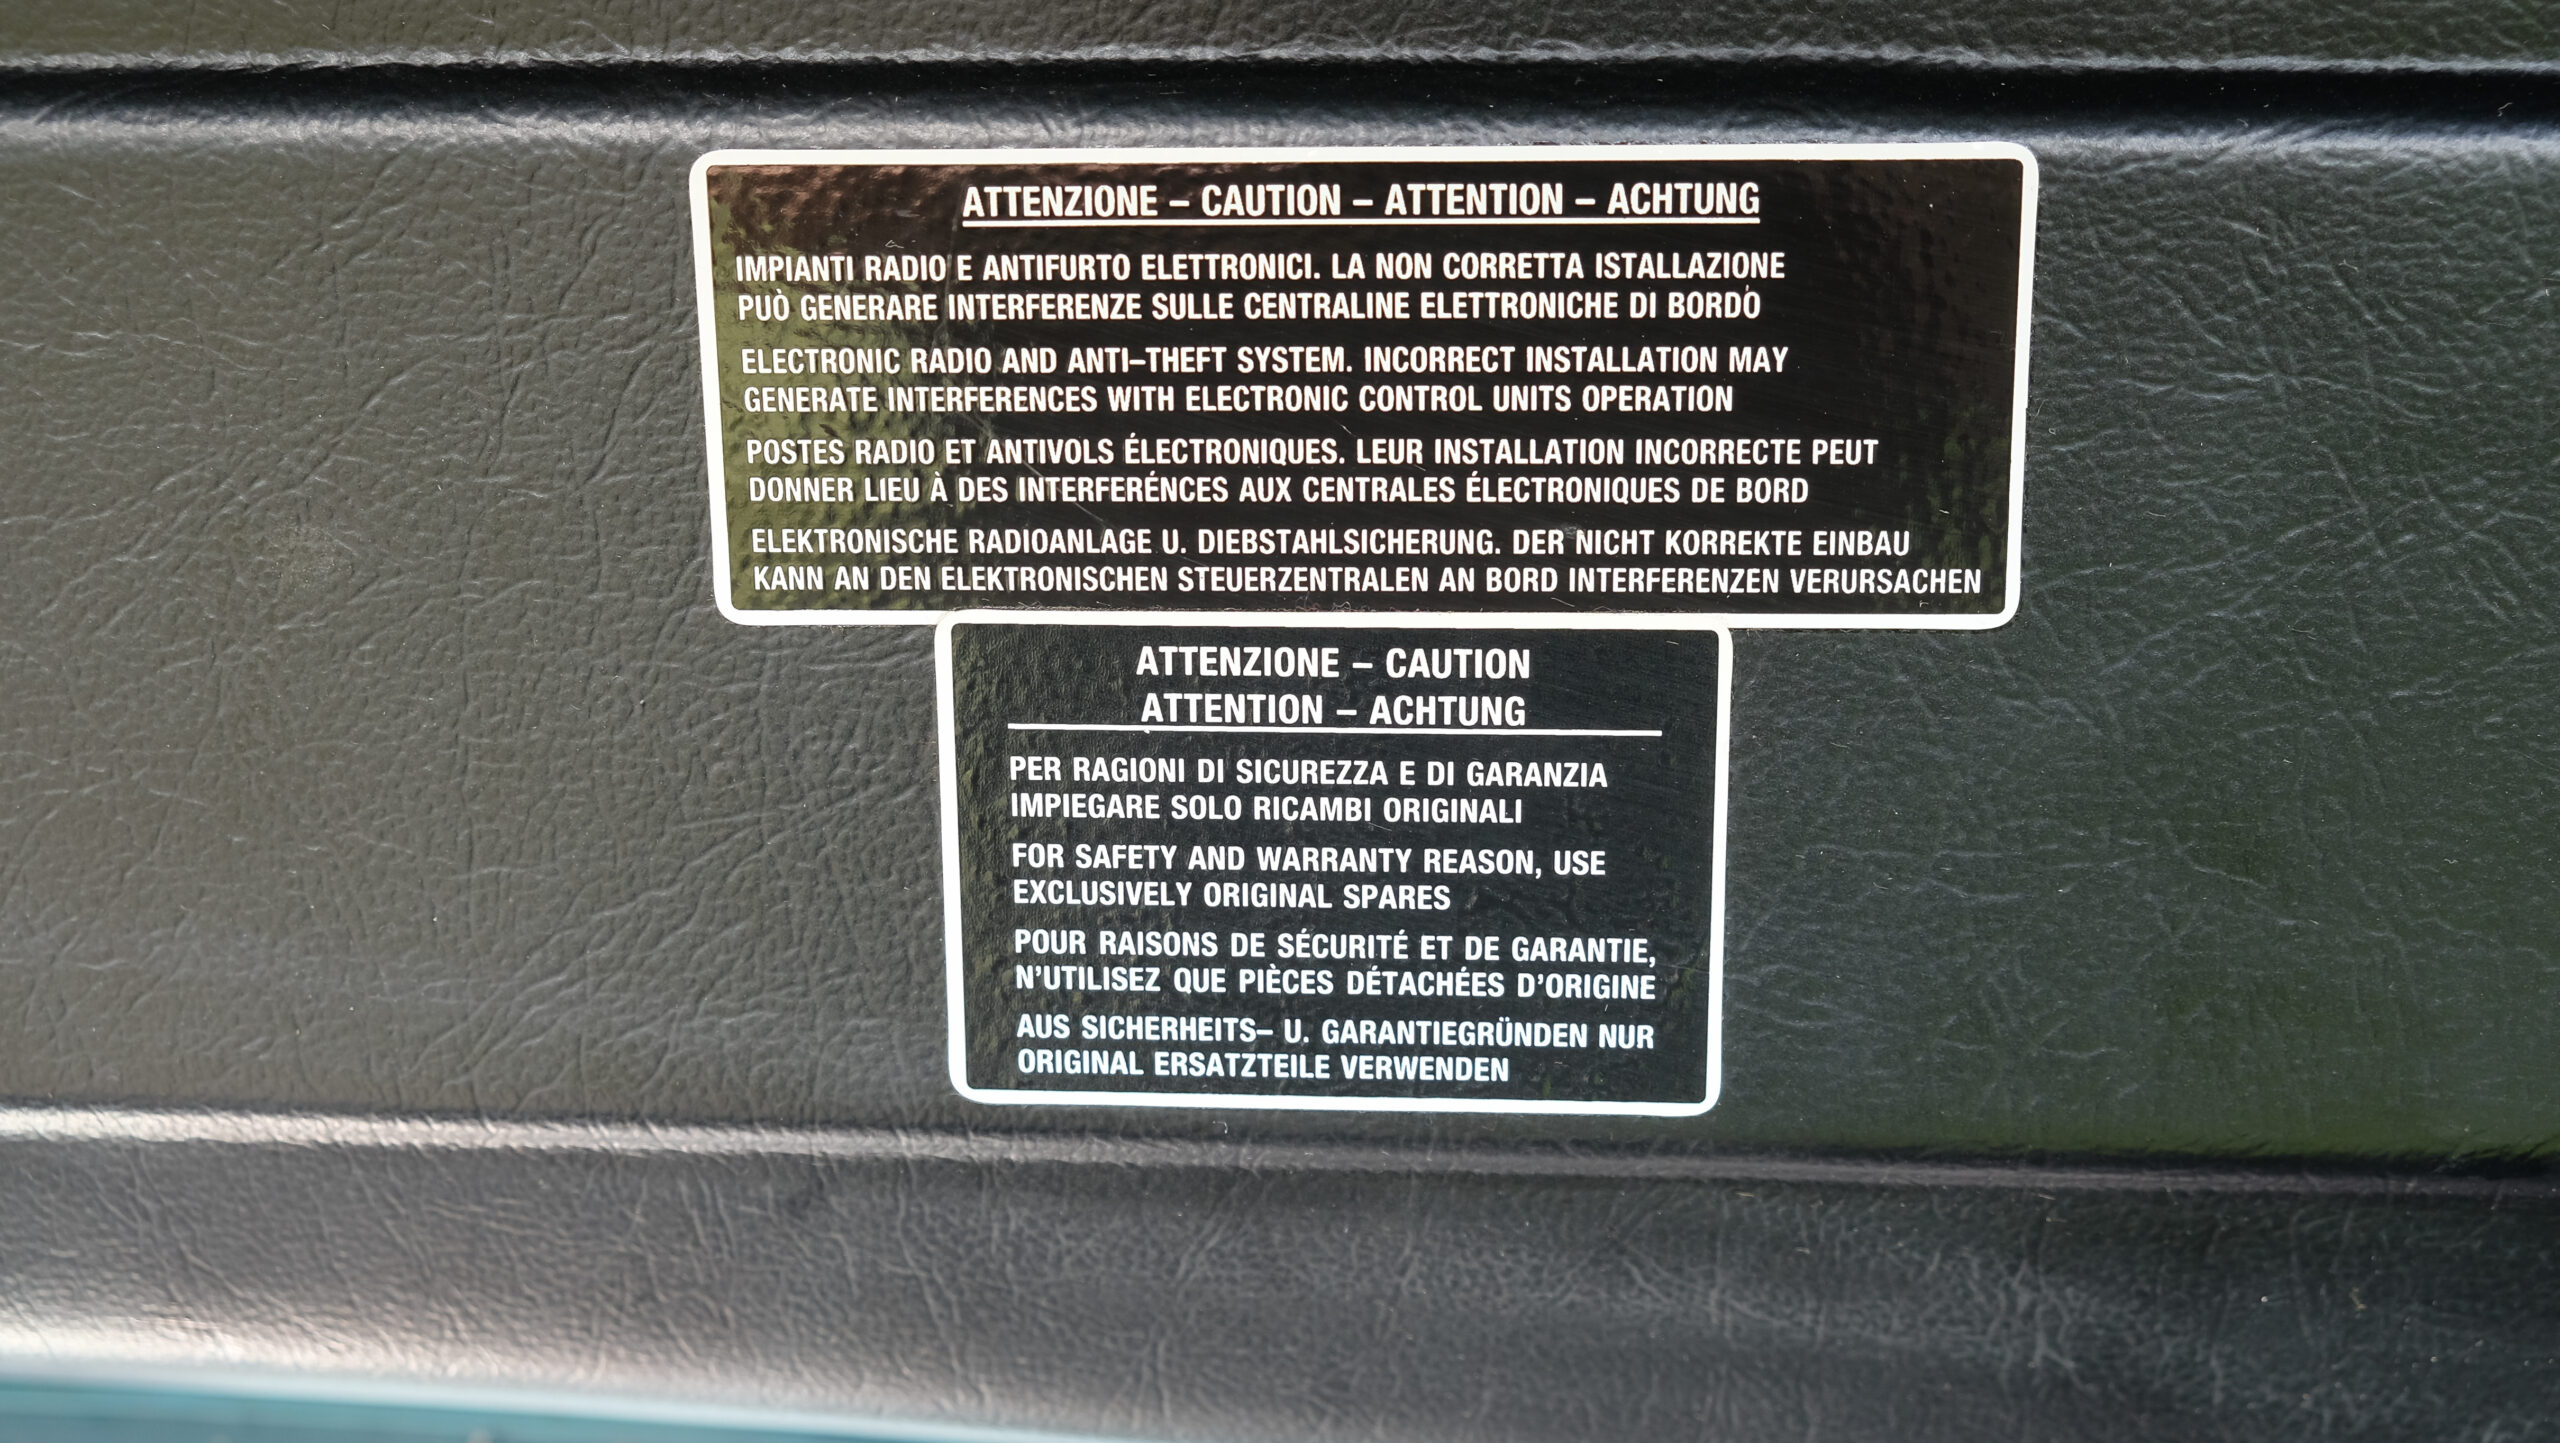 ATTENZIONE – CAUTION – ATTENTION – ACHTUNG
IMPIANTI RADIO E ANTIFURTO ELETTRONICI. LA NON CORRETTA ISTALLAZIONE
PUÒ GENERARE INTERFERENZE SULLE CENTRALINE ELETTRONICHE DI BORDO
ELECTRONIC RADIO AND ANTI–THEFT SYSTEM. INCORRECT INSTALLATION MAY
GENERATE INTERFERENCES WITH ELECTRONIC CONTROL UNITS OPERATION
POSTES RADIO ET ANTIVOLS ÉLECTRONIQUES. LEUR INSTALLATION INCORRECTE PEUT
DONNER LIEU À DES INTERFERÉNCES AUX CENTRALES ÉLECTRONIQUES DE BORD
ELEKTRONISCHE RADIOANLAGE U. DIEBSTAHLSICHERUNG. DER NICHT KORREKTE EINBAU
KANN AN DEN ELEKTRONISCHEN STEUERZENTRALEN AN BORD INTERFERENZEN VERURSACHEN
ATTENZIONE – CAUTION
ATTENTION – ACHTUNG
PER RAGIONI DI SICUREZZA E DI GARANZIA
IMPIEGARE SOLO RICAMBI ORIGINALI
FOR SAFETY AND WARRANTY REASON, USE
EXCLUSIVELY ORIGINAL SPARES
POUR RAISONS DE SÉCURITÉ ET DE GARANTIE,
N'UTILISEZ QUE PIÈCES DÉTACHÉES D'ORIGINE
AUS SICHERHEITS– U. GARANTIEGRÜNDEN NUR
ORIGINAL ERSATZTEILE VERWENDEN